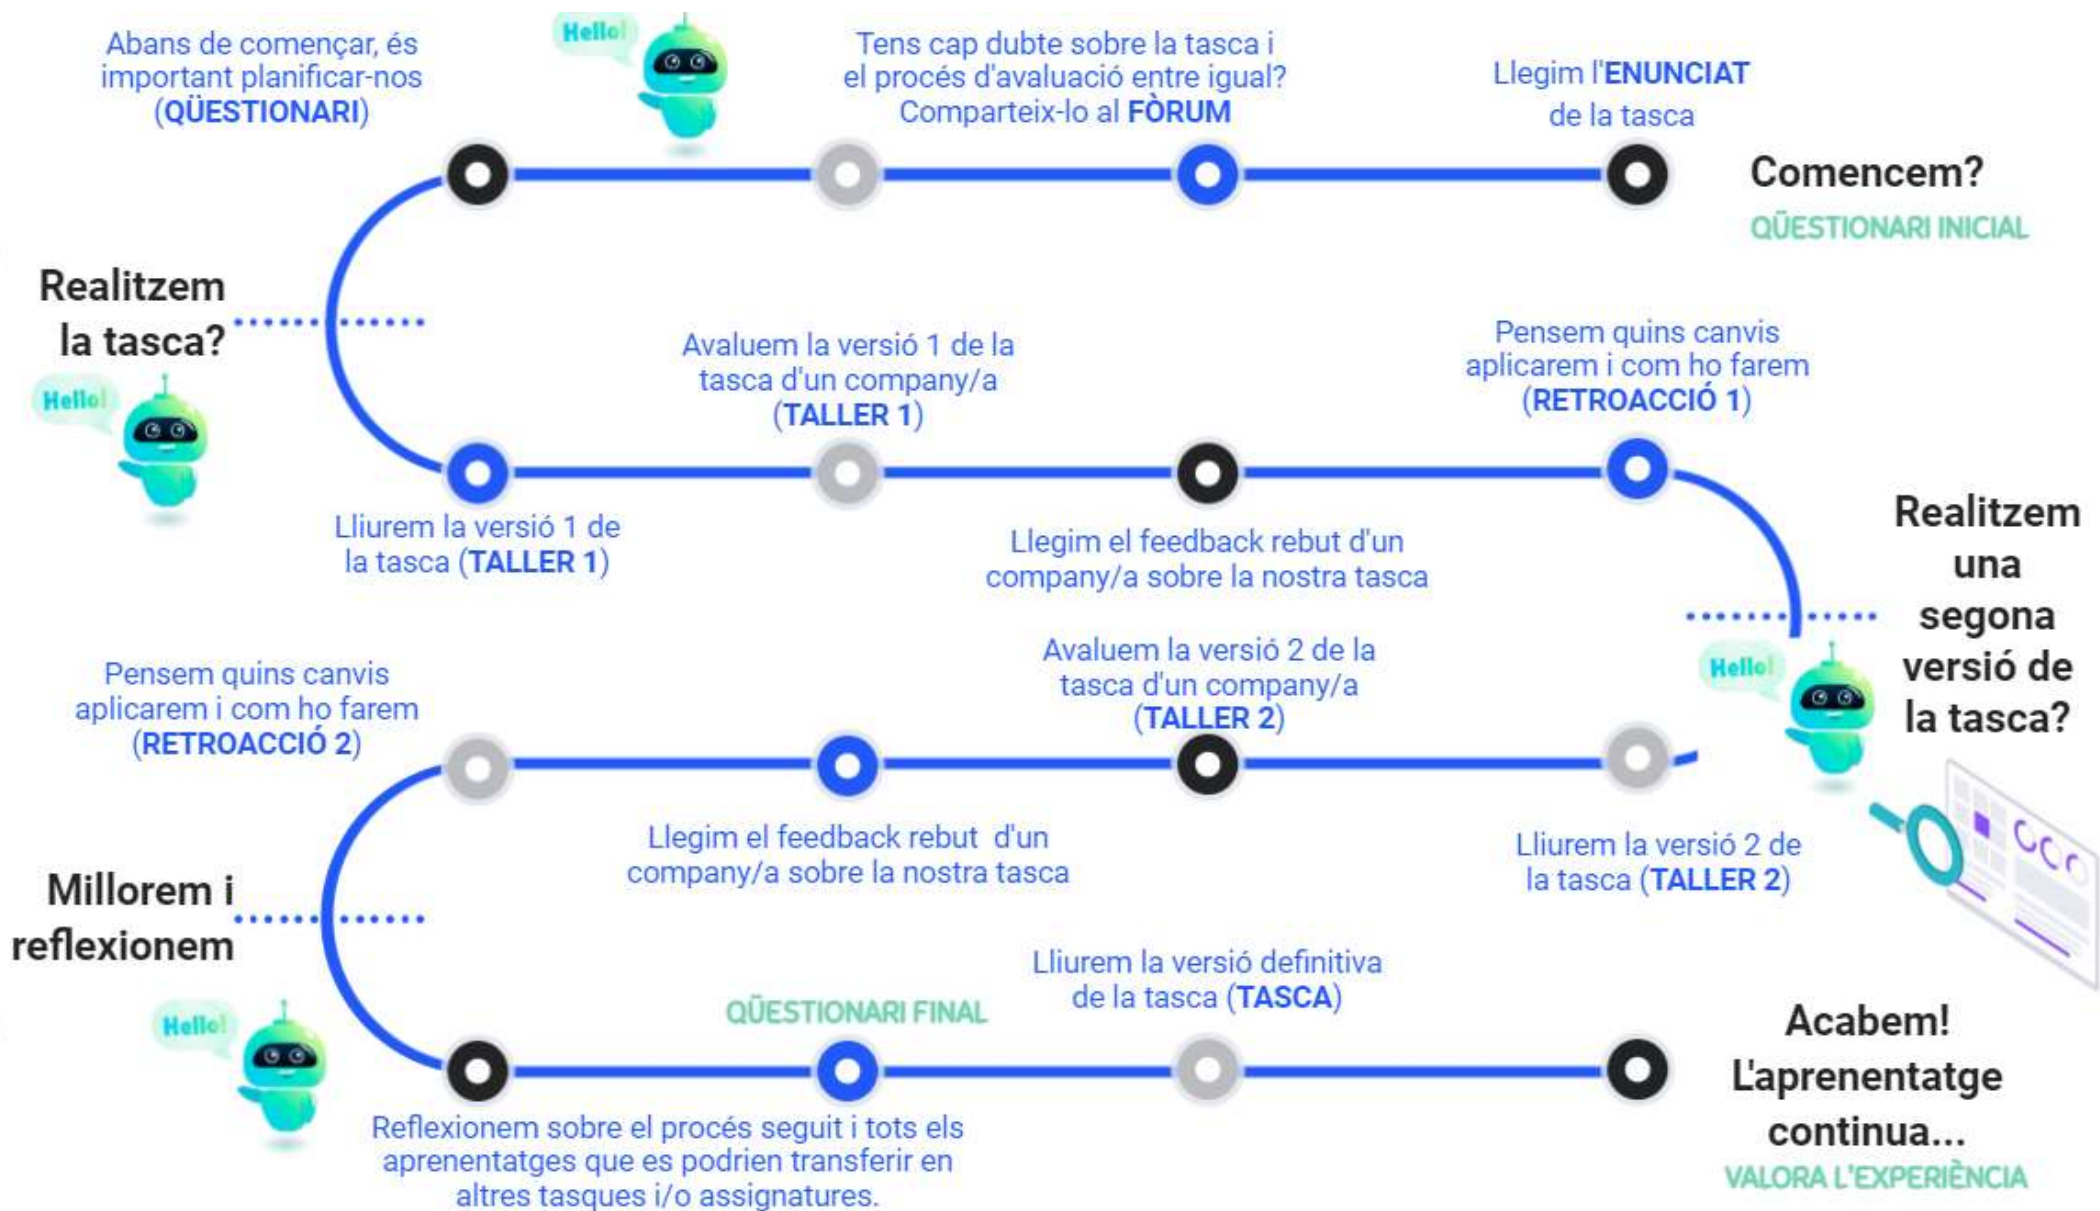 Abans de començar, és
important planificar-nos
(QÜESTIONARI)
Hello!
Tens cap dubte sobre la tasca i
el procés d'avaluació entre igual?
Comparteix-lo al FÒRUM
Llegim l'ENUNCIAT
de la tasca
Comencem?
QÜESTIONARI INICIAL
Realitzem
la tasca?
Hello!
Avaluem la versió 1 de la
tasca d'un company/a
(TALLER 1)
Pensem quins canvis
aplicarem i com ho farem
(RETROACCIÓ 1)
Lliurem la versió 1 de
la tasca (TALLER 1)
Llegim el feedback rebut d'un
company/a sobre la nostra tasca
Realitzem
una
segona
versió de
la tasca?
Hello!
Pensem quins canvis
aplicarem i com ho farem
(RETROACCIÓ 2)
Avaluem la versió 2 de la
tasca d'un company/a
(TALLER 2)
Llegim el feedback rebut d'un
company/a sobre la nostra tasca
Lliurem la versió 2 de
la tasca (TALLER 2)
Millorem i
reflexionem
Hello!
QÜESTIONARI FINAL
Lliurem la versió definitiva
de la tasca (TASCA)
Reflexionem sobre el procés seguit i tots els
aprenentatges que es podrien transferir en
altres tasques i/o assignatures.
Acabem!
L'aprenentatge
continua...
VALORA L'EXPERIÈNCIA